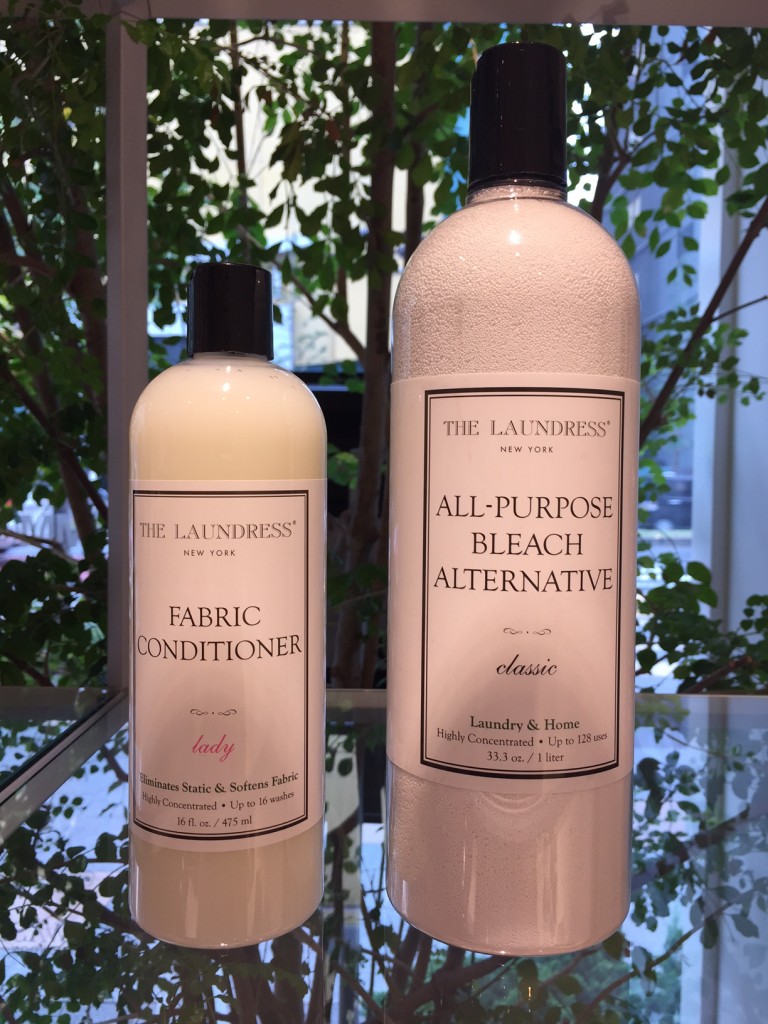 THE LAUNDRESS®
NEW YORK
FABRIC
CONDITIONER
lady
Eliminates Static & Softens Fabric
Highly Concentrated • Up to 16 washes
16 fl. oz. / 475 ml
THE LAUNDRESS®
NEW YORK
ALL-PURPOSE
BLEACH
ALTERNATIVE
classic
Laundry & Home
Highly Concentrated • Up to 128 uses
33.3 oz. / 1 liter